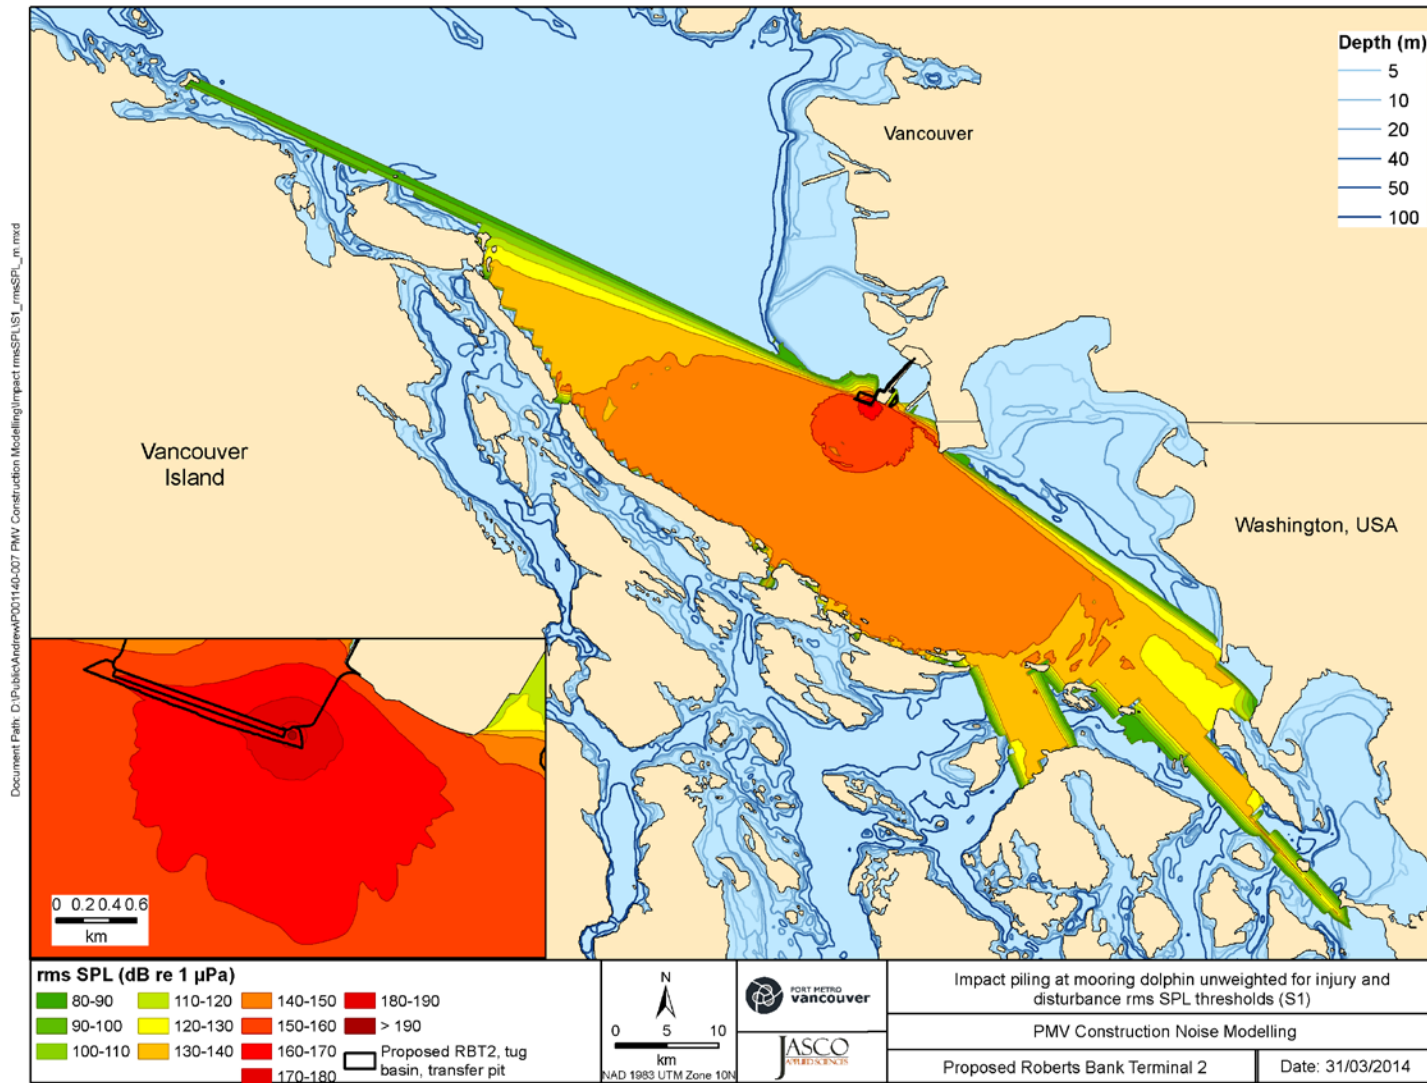 Document Path: D:\Public\Andrew\P001140-007 PMV Construction Modelling\Impact rmsSPL\S1_rmsSPL_m.mxd
Depth (m)
5
10
20
40
50
100
Vancouver
Vancouver
Island
Washington, USA
0 0.2 0.4 0.6
km
rms SPL (dB re 1 µPa)
80-90
90-100
100-110
110-120
120-130
130-140
140-150
150-160
160-170
170-180
180-190
> 190
Proposed RBT2, tug
basin, transfer pit
N
0 5 10
km
NAD 1983 UTM Zone 10N
PORT METRO
vancouver
JASCO
APPLIED SCIENCES
Impact piling at mooring dolphin unweighted for injury and
disturbance rms SPL thresholds (S1)
PMV Construction Noise Modelling
Proposed Roberts Bank Terminal 2
Date: 31/03/2014